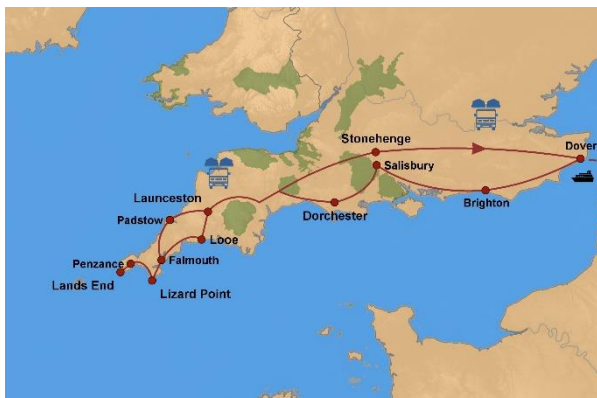 Stonehenge
Dover
Salisbury
Launceston
Padstow
Dorchester
Brighton
Looe
Penzance
Falmouth
Lands End
Lizard Point